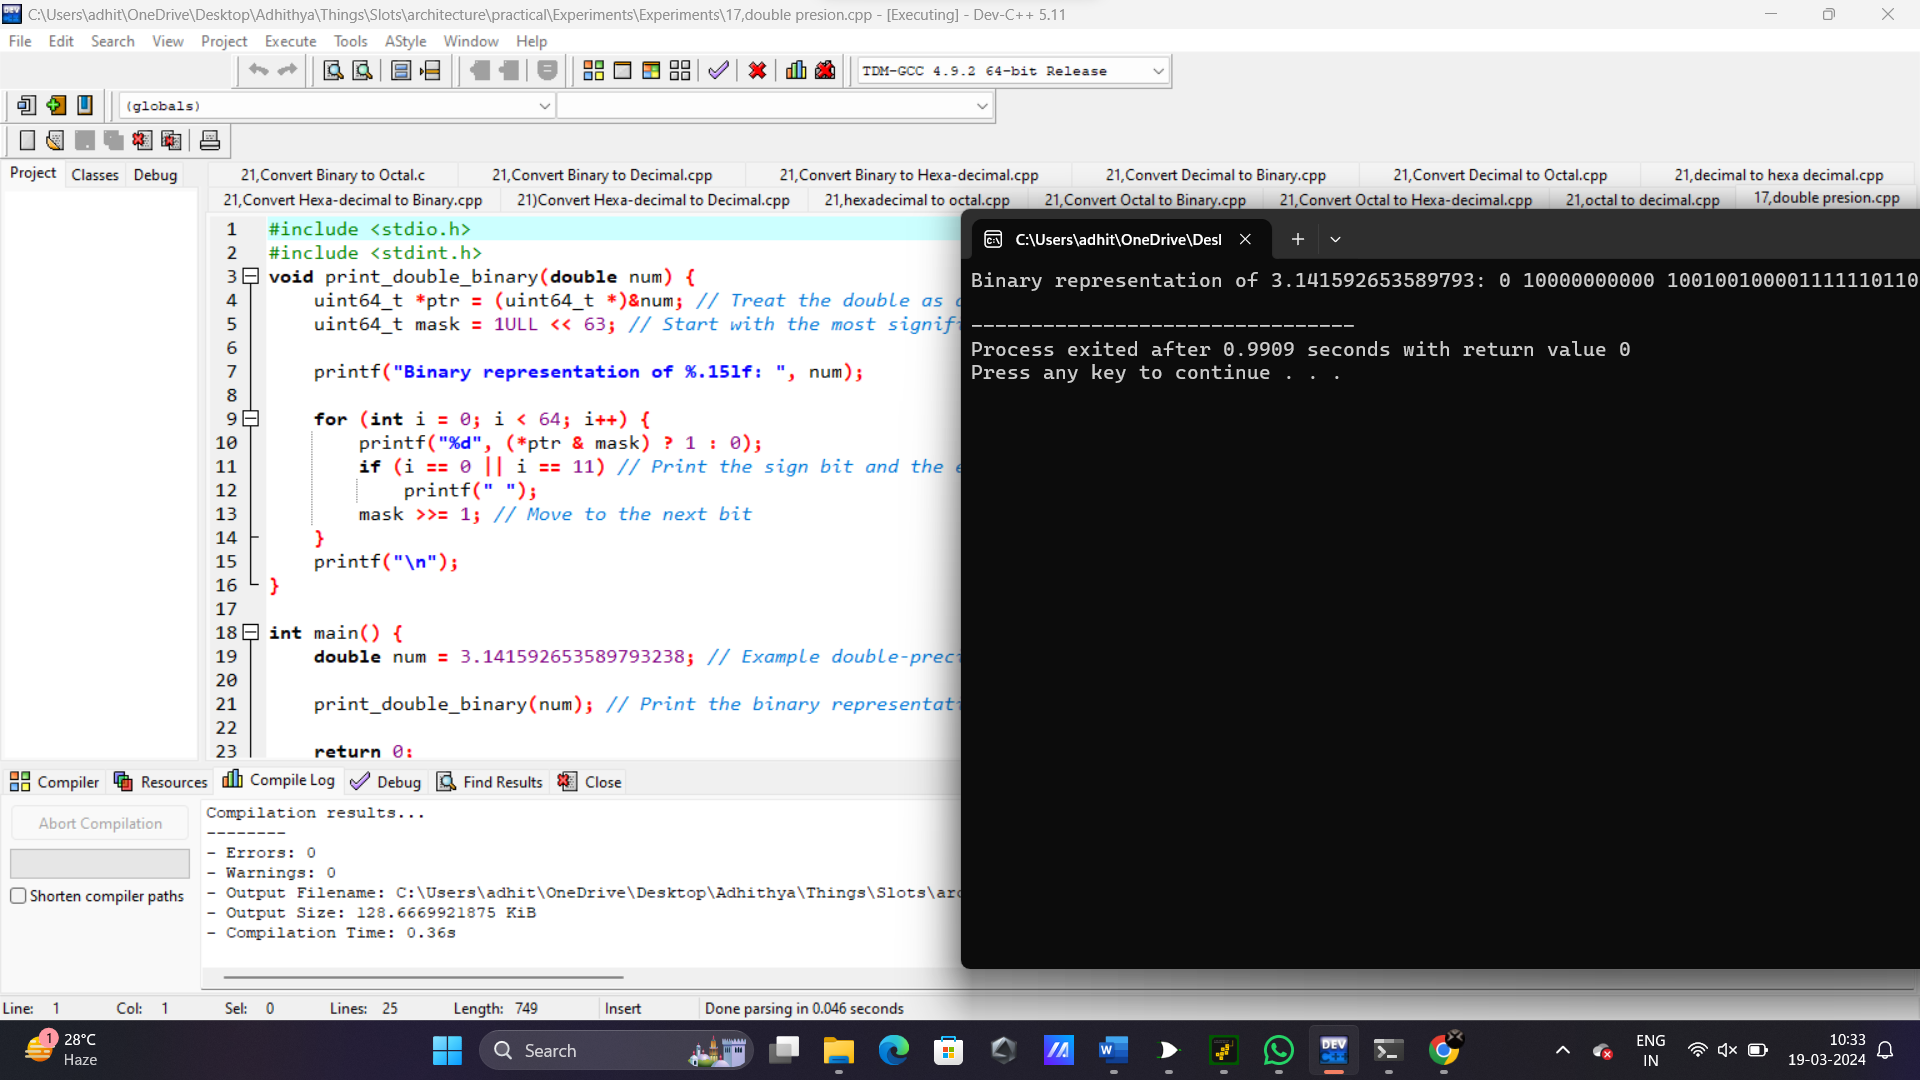 C:\Users\adhit\OneDrive\Desktop\Adhithya\Things\Slots\architecture\practical\Experiments\Experiments\17,double presion.cpp - [Executing] - Dev-C++ 5.11
File Edit Search View Project Execute Tools AStyle Window Help
TDM-GCC 4.9.2 64-bit Release
(globals)
Project Classes Debug
21,Convert Binary to Octal.c 21,Convert Binary to Decimal.cpp 21,Convert Binary to Hexa-decimal.cpp 21,Convert Decimal to Binary.cpp 21,Convert Decimal to Octal.cpp 21,decimal to hexa decimal.cpp
21,Convert Hexa-decimal to Binary.cpp 21)Convert Hexa-decimal to Decimal.cpp 21,hexadecimal to octal.cpp 21,Convert Octal to Binary.cpp 21,Convert Octal to Hexa-decimal.cpp 21,octal to decimal.cpp 17,double presion.cpp
1 #include <stdio.h>
2 #include <stdint.h>
3 void print_double_binary(double num) {
4 uint64_t *ptr = (uint64_t *)&num; // Treat the double as
5 uint64_t mask = 1ULL << 63; // Start with the most signifi
6
7 printf("Binary representation of %.15lf: ", num);
8
9 for (int i = 0; i < 64; i++) {
10 printf("%d", (*ptr & mask) ? 1 : 0);
11 if (i == 0 || i == 11) // Print the sign bit and the
12 printf(" ");
13 mask >>= 1; // Move to the next bit
14 }
15 printf("\n");
16 }
17
18 int main() {
19 double num = 3.141592653589793238; // Example double-prec
20
21 print_double_binary(num); // Print the binary representat
22
23 return 0;
C:\Users\adhit\OneDrive\Desl
Binary representation of 3.141592653589793: 0 10000000000 100100100001111110110
--------------------------------
Process exited after 0.9909 seconds with return value 0
Press any key to continue . . .
Compiler Resources Compile Log Debug Find Results Close
Abort Compilation
Shorten compiler paths
Compilation results...
--------
- Errors: 0
- Warnings: 0
- Output Filename: C:\Users\adhit\OneDrive\Desktop\Adhithya\Things\Slots\arc
- Output Size: 128.6669921875 KiB
- Compilation Time: 0.36s
Line: 1 Col: 1 Sel: 0 Lines: 25 Length: 749 Insert Done parsing in 0.046 seconds
1
28°C
Haze
Search
DEV
ENG
IN
10:33
19-03-2024